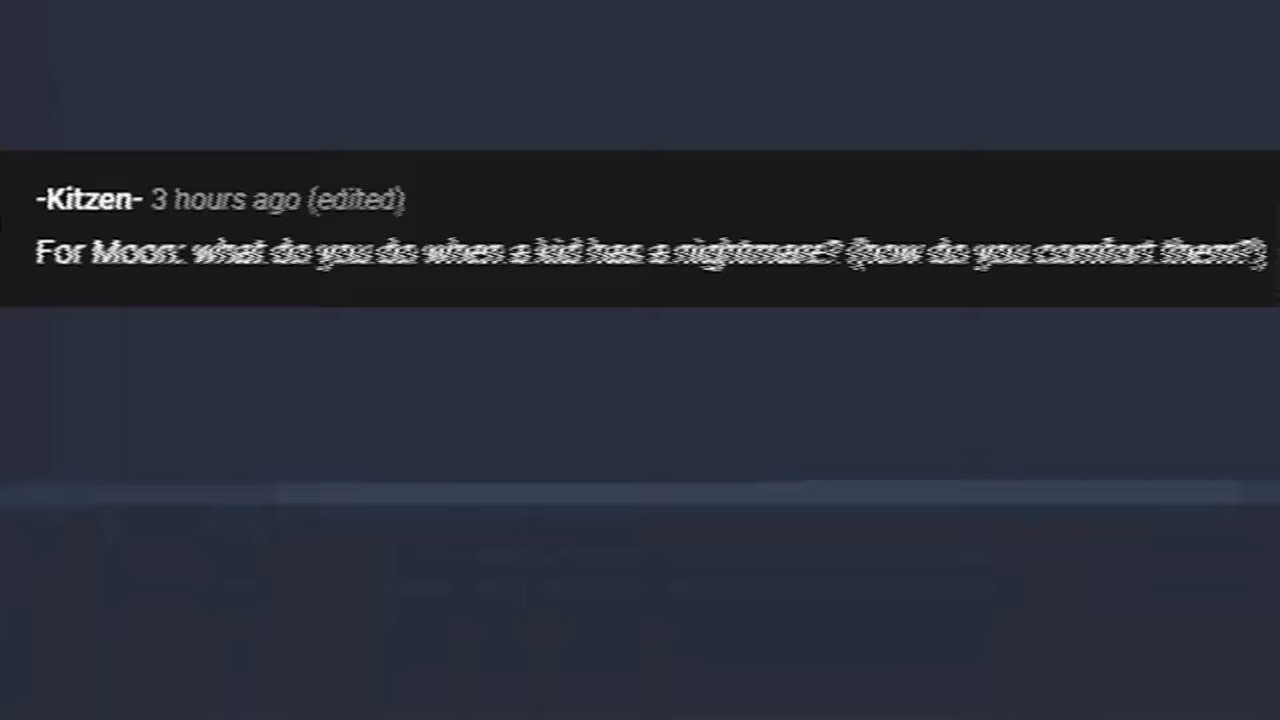 -Kitzen- 3 hours ago (edited)
For Moon: what do you do when a kid has a nightmare? (how do you comfort them?)